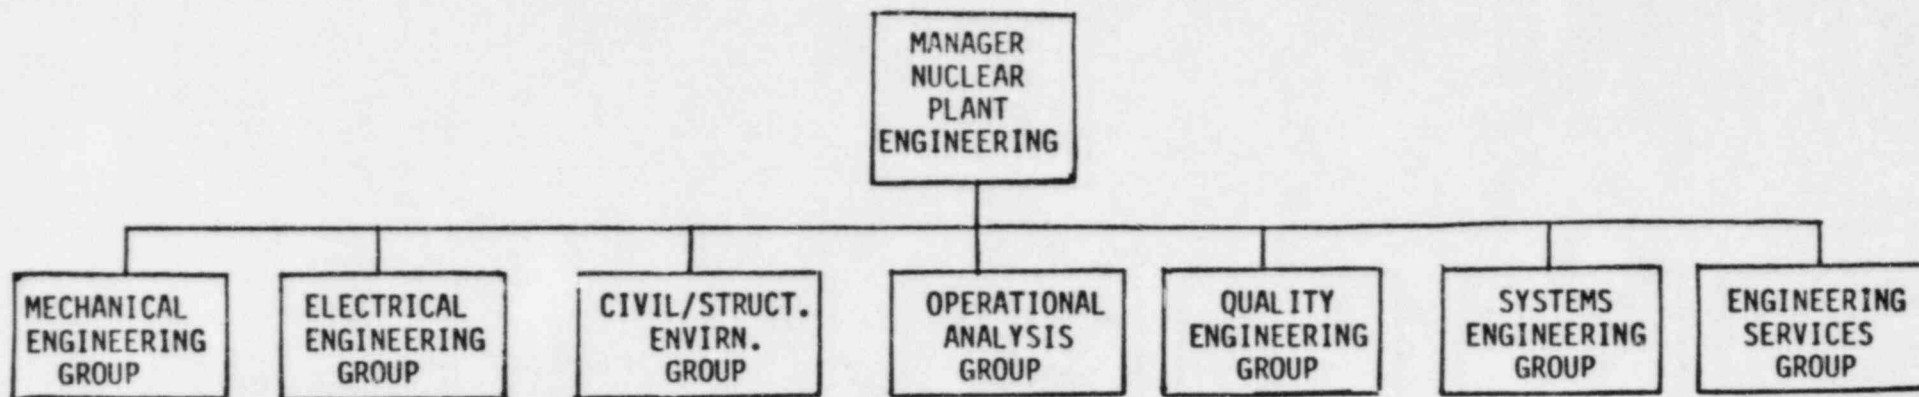 MANAGER
NUCLEAR
PLANT
ENGINEERING
MECHANICAL
ENGINEERING
GROUP
ELECTRICAL
ENGINEERING
GROUP
CIVIL/STRUCT.
ENVIRN.
GROUP
OPERATIONAL
ANALYSIS
GROUP
QUALITY
ENGINEERING
GROUP
SYSTEMS
ENGINEERING
GROUP
ENGINEERING
SERVICES
GROUP